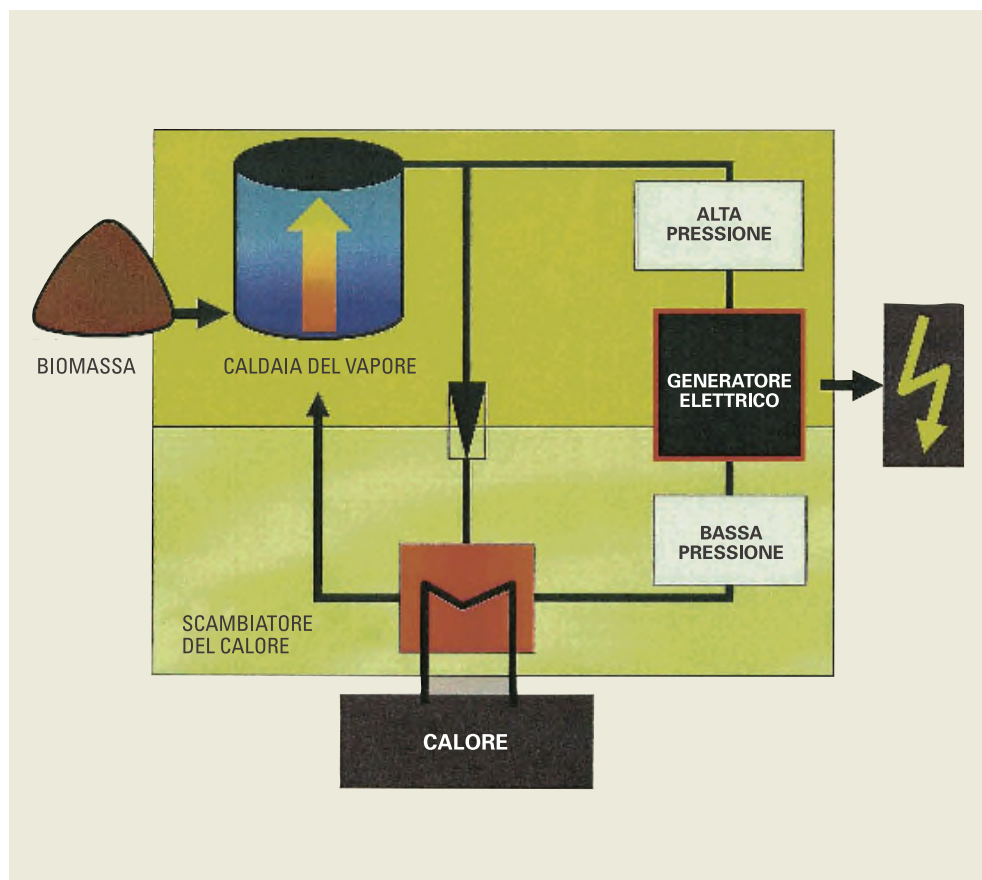 ALTA
PRESSIONE
BIOMASSA
CALDAIA DEL VAPORE
GENERATORE
ELETTRICO
BASSA
PRESSIONE
SCAMBIATORE
DEL CALORE
CALORE